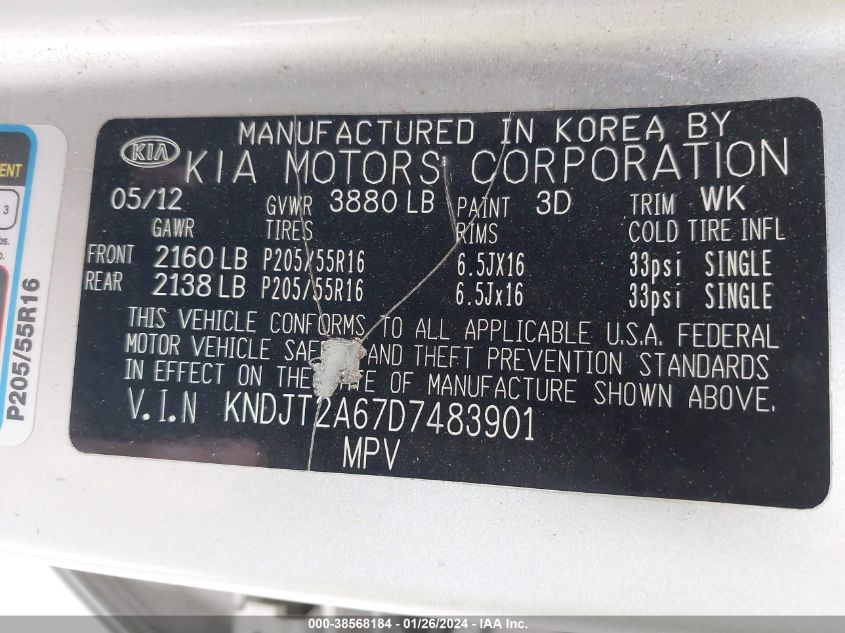 MANUFACTURED IN KOREA BY
KIA KIA MOTORS CORPORATION
05/12 GVWR 3880 LB PAINT 3D TRIM WK
GAWR TIRES RIMS COLD TIRE INFL
FRONT 2160 LB P205/55R16 6.5JX16 33psi SINGLE
REAR 2138 LB P205/55R16 6.5Jx16 33psi SINGLE
THIS VEHICLE CONFORMS TO ALL APPLICABLE U.S.A. FEDERAL
MOTOR VEHICLE AND THEFT PREVENTION STANDARDS
IN EFFECT ON THE OF MANUFACTURE SHOWN ABOVE.
V.I.N KNDJT2A67D7483901
MPV
3
P205/55R16
000-38568184 / 01/26/2024 / IAA Inc.